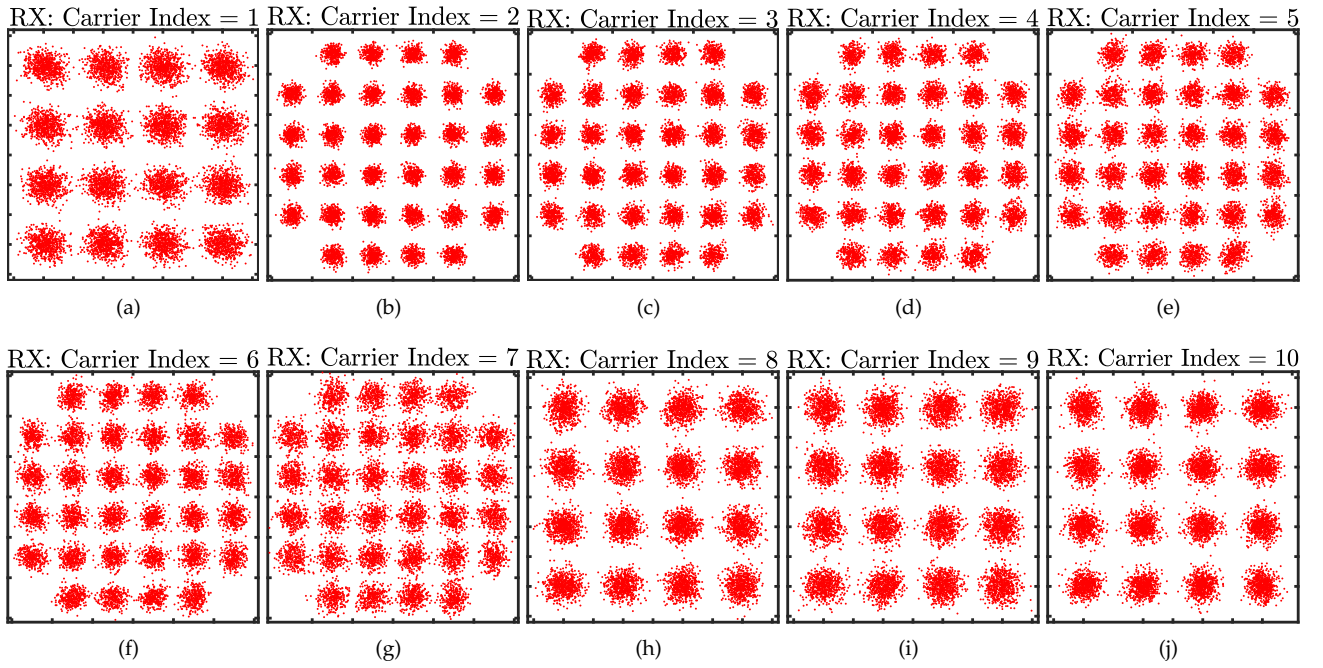 RX: Carrier Index = 1
RX: Carrier Index = 2
RX: Carrier Index = 3
RX: Carrier Index = 4
RX: Carrier Index = 5
(a)
(b)
(c)
(d)
(e)
RX: Carrier Index = 6
RX: Carrier Index = 7
RX: Carrier Index = 8
RX: Carrier Index = 9
RX: Carrier Index = 10
(f)
(g)
(h)
(i)
(j)